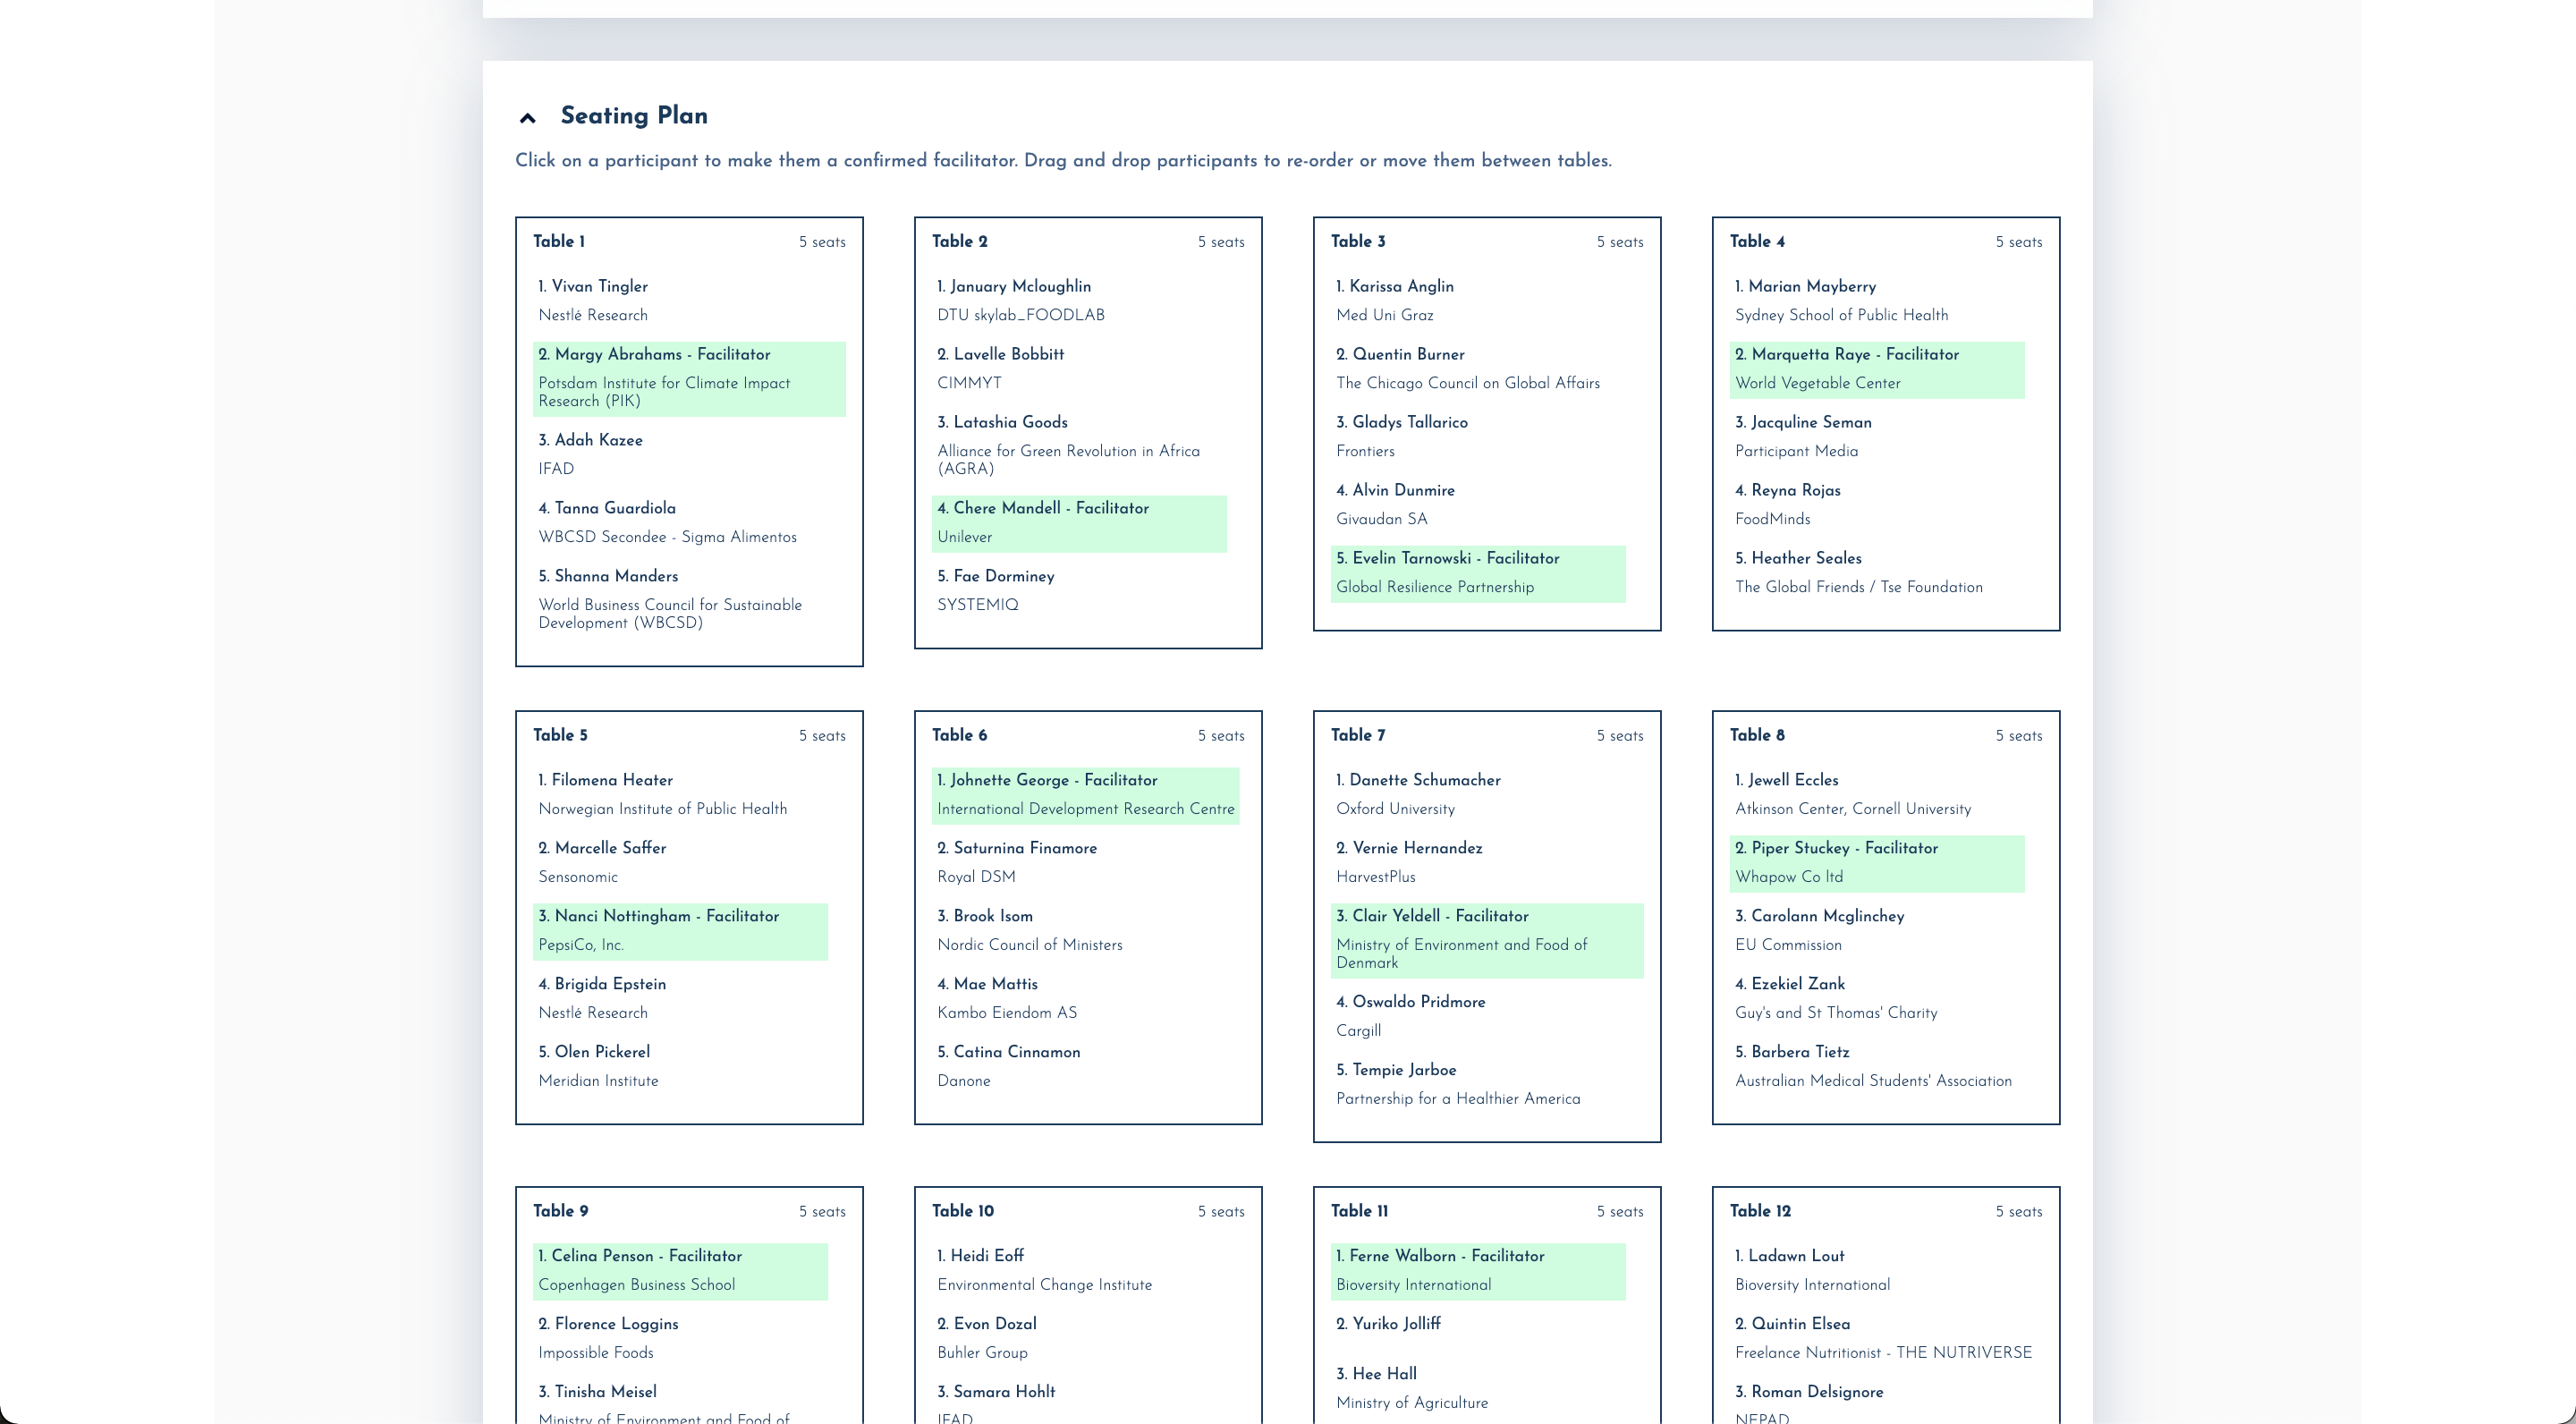 Seating Plan
Click on a participant to make them a confirmed facilitator. Drag and drop participants to re-order or move them between tables.
Table 1
5 seats
1. Vivan Tingler
Nestlé Research
2. Margy Abrahams - Facilitator
Potsdam Institute for Climate Impact
Research (PIK)
3. Adah Kazee
IFAD
4. Tanna Guardiola
WBCSD Secondee - Sigma Alimentos
5. Shanna Manders
World Business Council for Sustainable
Development (WBCSD)
Table 2
5 seats
1. January Mcloughlin
DTU skylab_FOODLAB
2. Lavelle Bobbitt
CIMMYT
3. Latashia Goods
Alliance for Green Revolution in Africa
(AGRA)
4. Chere Mandell - Facilitator
Unilever
5. Fae Dorminey
SYSTEMIQ
Table 3
5 seats
1. Karissa Anglin
Med Uni Graz
2. Quentin Burner
The Chicago Council on Global Affairs
3. Gladys Tallarico
Frontiers
4. Alvin Dunmire
Givaudan SA
5. Evelin Tarnowski - Facilitator
Global Resilience Partnership
Table 4
5 seats
1. Marian Mayberry
Sydney School of Public Health
2. Marquetta Raye - Facilitator
World Vegetable Center
3. Jacquline Seman
Participant Media
4. Reyna Rojas
FoodMinds
5. Heather Seales
The Global Friends / Tse Foundation
Table 5
5 seats
1. Filomena Heater
Norwegian Institute of Public Health
2. Marcelle Saffer
Sensonomic
3. Nanci Nottingham - Facilitator
PepsiCo, Inc.
4. Brigida Epstein
Nestlé Research
5. Olen Pickerel
Meridian Institute
Table 6
5 seats
1. Johnette George - Facilitator
International Development Research Centre
2. Saturnina Finamore
Royal DSM
3. Brook Isom
Nordic Council of Ministers
4. Mae Mattis
Kambo Eiendom AS
5. Catina Cinnamon
Danone
Table 7
5 seats
1. Danette Schumacher
Oxford University
2. Vernie Hernandez
HarvestPlus
3. Clair Yeldell - Facilitator
Ministry of Environment and Food of
Denmark
4. Oswaldo Pridmore
Cargill
5. Tempie Jarboe
Partnership for a Healthier America
Table 8
5 seats
1. Jewell Eccles
Atkinson Center, Cornell University
2. Piper Stuckey - Facilitator
Whapow Co ltd
3. Carolann Mcglinchey
EU Commission
4. Ezekiel Zank
Guy's and St Thomas' Charity
5. Barbera Tietz
Australian Medical Students' Association
Table 9
5 seats
1. Celina Penson - Facilitator
Copenhagen Business School
2. Florence Loggins
Impossible Foods
3. Tinisha Meisel
Ministry of Environment and Food of
Table 10
5 seats
1. Heidi Eoff
Environmental Change Institute
2. Evon Dozal
Buhler Group
3. Samara Hohlt
IFAD
Table 11
5 seats
1. Ferne Walborn - Facilitator
Bioversity International
2. Yuriko Jolliff
3. Hee Hall
Ministry of Agriculture
Table 12
5 seats
1. Ladawn Lout
Bioversity International
2. Quintin Elsea
Freelance Nutritionist - THE NUTRIVERSE
3. Roman Delsignore
NEPAD